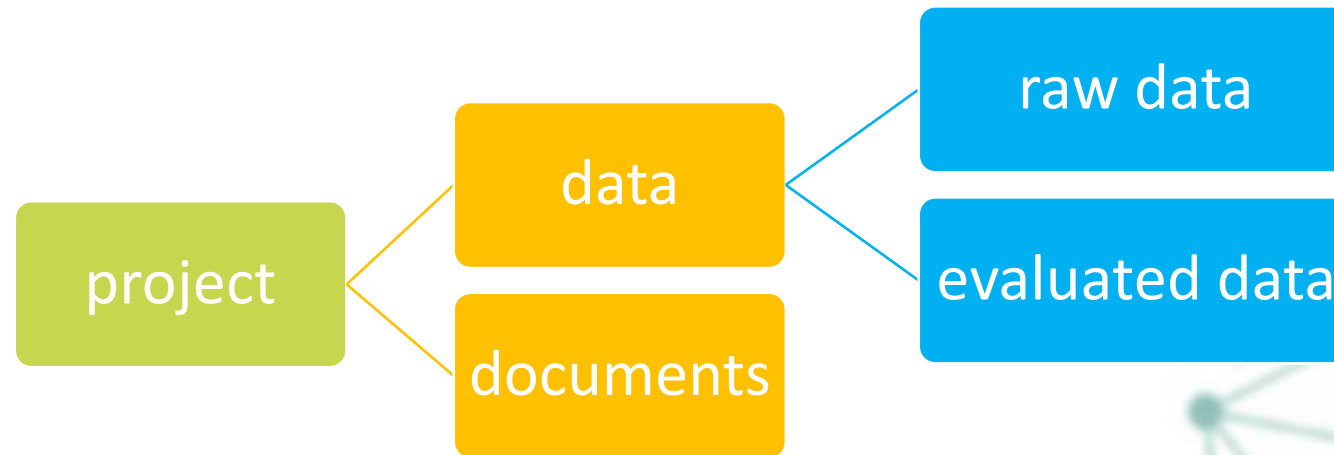 project
data
documents
raw data
evaluated data